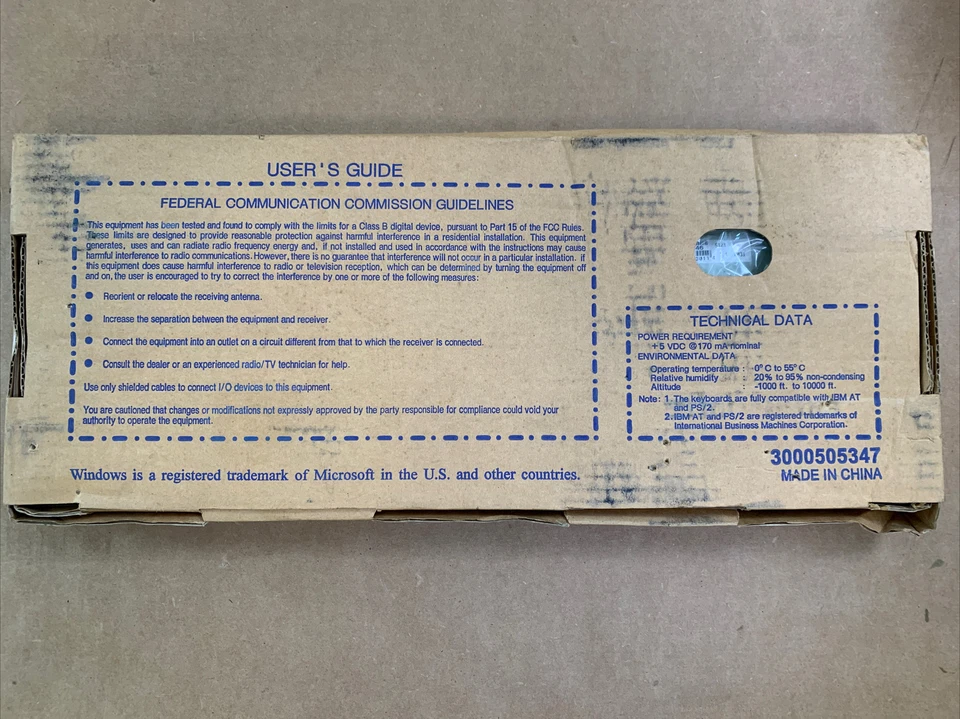 USER'S GUIDE
FEDERAL COMMUNICATION COMMISSION GUIDELINES
This equipment has been tested and found to comply with the limits for a Class B digital device, pursuant to Part 15 of the FCC Rules.
These limits are designed to provide reasonable protection against harmful interference in a residential installation. This equipment
generates, uses and can radiate radio frequency energy and, if not installed and used in accordance with the instructions may cause
harmful interference to radio communications. However, there is no guarantee that interference will not occur in a particular installation. if
this equipment does cause harmful interference to radio or television reception, which can be determined by turning the equipment off
and on, the user is encouraged to try to correct the interference by one or more of the following measures:
● Reorient or relocate the receiving antenna.
● Increase the separation between the equipment and receiver.
● Connect the equipment into an outlet on a circuit different from that to which the receiver is connected.
● Consult the dealer or an experienced radio/TV technician for help.
Use only shielded cables to connect I/O devices to this equipment.
You are cautioned that changes or modifications not expressly approved by the party responsible for compliance could void your
authority to operate the equipment.
Windows is a registered trademark of Microsoft in the U.S. and other countries.
TECHNICAL DATA
POWER REQUIREMENT
+5 VDC @170 mA nominal
ENVIRONMENTAL DATA
Operating temperature : -0°C to 55°C
Relative humidity : 20% to 95% non-condensing
Altitude : -1000 ft. to 10000 ft.
Note: 1. The keyboards are fully compatible with IBM AT
and PS/2.
2.IBM AT and PS/2 are registered trademarks of
International Business Machines Corporation.
3000505347
MADE IN CHINA